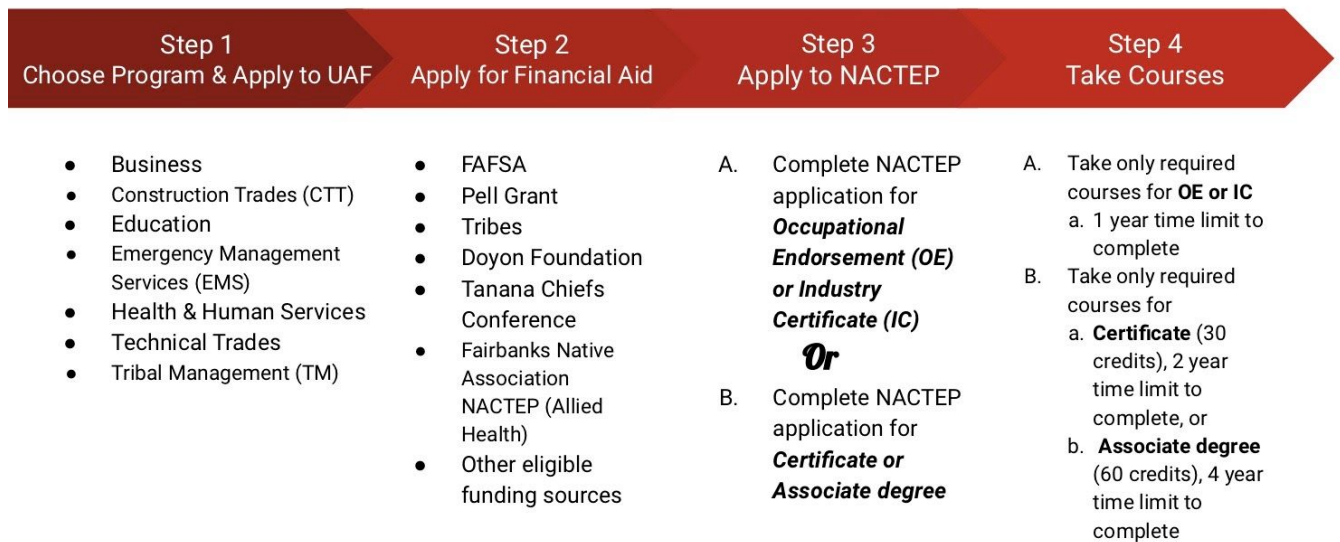 Step 1
Choose Program & Apply to UAF
Step 2
Apply for Financial Aid
Step 3
Apply to NACTEP
Step 4
Take Courses
● Business
● Construction Trades (CTT)
● Education
● Emergency Management
Services (EMS)
● Health & Human Services
● Technical Trades
● Tribal Management (TM)
● FAFSA
● Pell Grant
● Tribes
● Doyon Foundation
● Tanana Chiefs
Conference
● Fairbanks Native
Association
NACTEP (Allied
Health)
● Other eligible
funding sources
A. Complete NACTEP
application for
Occupational
Endorsement (OE)
or Industry
Certificate (IC)
Or
B. Complete NACTEP
application for
Certificate or
Associate degree
A. Take only required
courses for OE or IC
a. 1 year time limit to
complete
B. Take only required
courses for
a. Certificate (30
credits), 2 year
time limit to
complete, or
b. Associate degree
(60 credits), 4 year
time limit to
complete